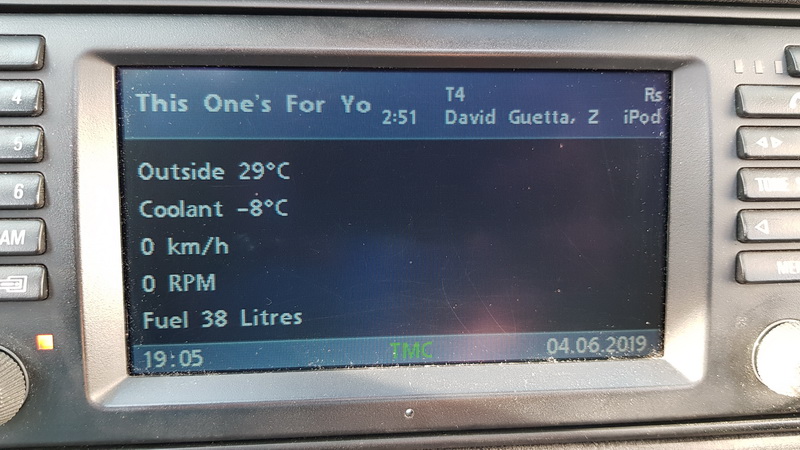 This One's For Yo
2:51
T4
David Guetta, Z
Rs
iPod
Outside 29°C
Coolant -8°C
0 km/h
0 RPM
Fuel 38 Litres
19:05
TMC
04.06.2019
4
5
6
AM
TONE
ME